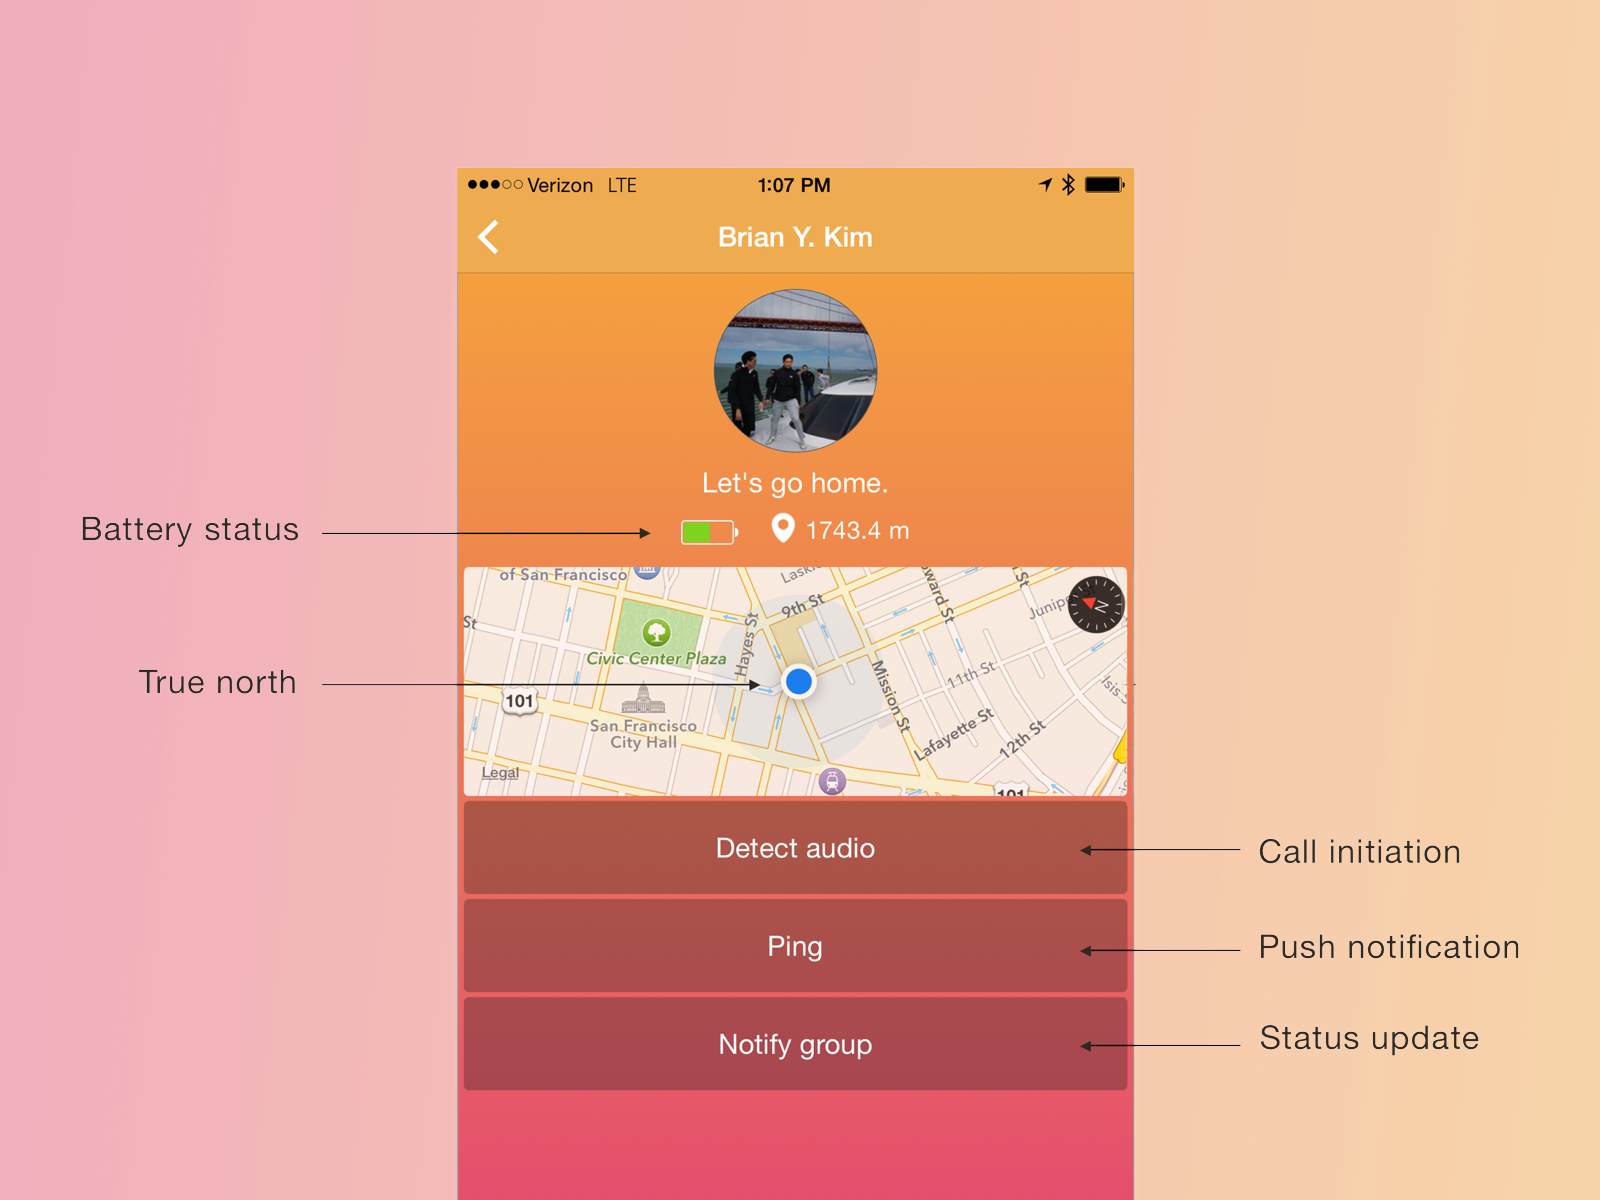 Verizon LTE 1:07 PM
Brian Y. Kim
Let's go home.
Battery status
1743.4 m
of San Francisco
Lask
9th St
ward St
St
Junip
N
St
Hayes St
Civic Center Plaza
True north
Mission St
11th St
Isis
101
San Francisco
City Hall
Lafayette St
12th St
Legal
101
Detect audio
Call initiation
Ping
Push notification
Notify group
Status update